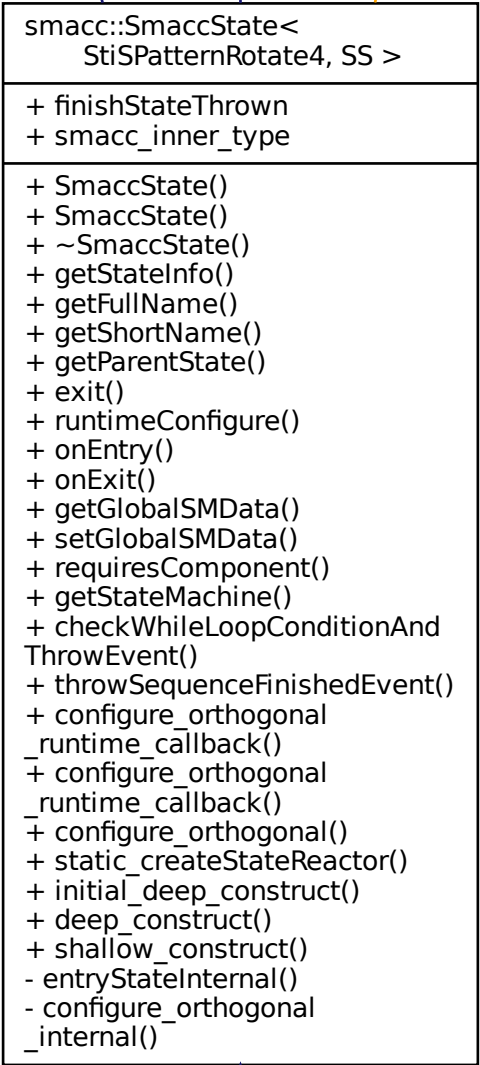 smacc::SmaccState<
StiSPatternRotate4, SS >
+ finishStateThrown
+ smacc_inner_type
+ SmaccState()
+ SmaccState()
+ ~SmaccState()
+ getStateInfo()
+ getFullName()
+ getShortName()
+ getParentState()
+ exit()
+ runtimeConfigure()
+ onEntry()
+ onExit()
+ getGlobalSMData()
+ setGlobalSMData()
+ requiresComponent()
+ getStateMachine()
+ checkWhileLoopConditionAnd
ThrowEvent()
+ throwSequenceFinishedEvent()
+ configure_orthogonal
_runtime_callback()
+ configure_orthogonal
_runtime_callback()
+ configure_orthogonal()
+ static_createStateReactor()
+ initial_deep_construct()
+ deep_construct()
+ shallow_construct()
- entryStateInternal()
- configure_orthogonal
_internal()